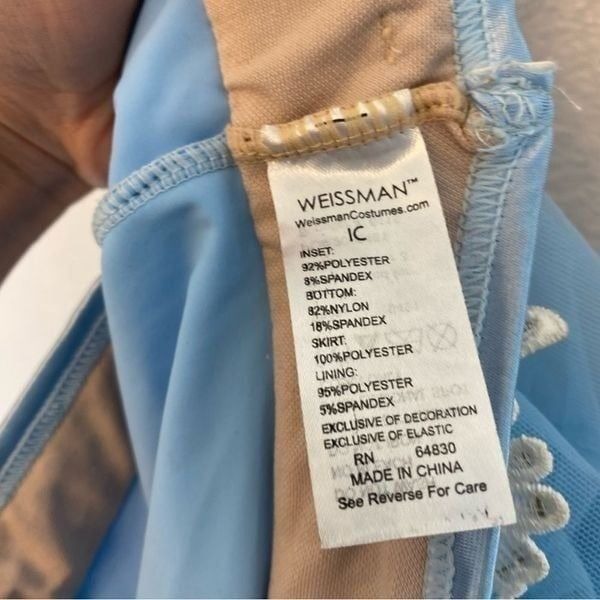 WEISSMAN™
WeissmanCostumes.com
IC
INSET:
92%POLYESTER
8%SPANDEX
BOTTOM:
82%NYLON
18%SPANDEX
SKIRT:
100%POLYESTER
LINING:
95%POLYESTER
5%SPANDEX
EXCLUSIVE OF DECORATION
EXCLUSIVE OF ELASTIC
RN 64830
MADE IN CHINA
See Reverse For Care